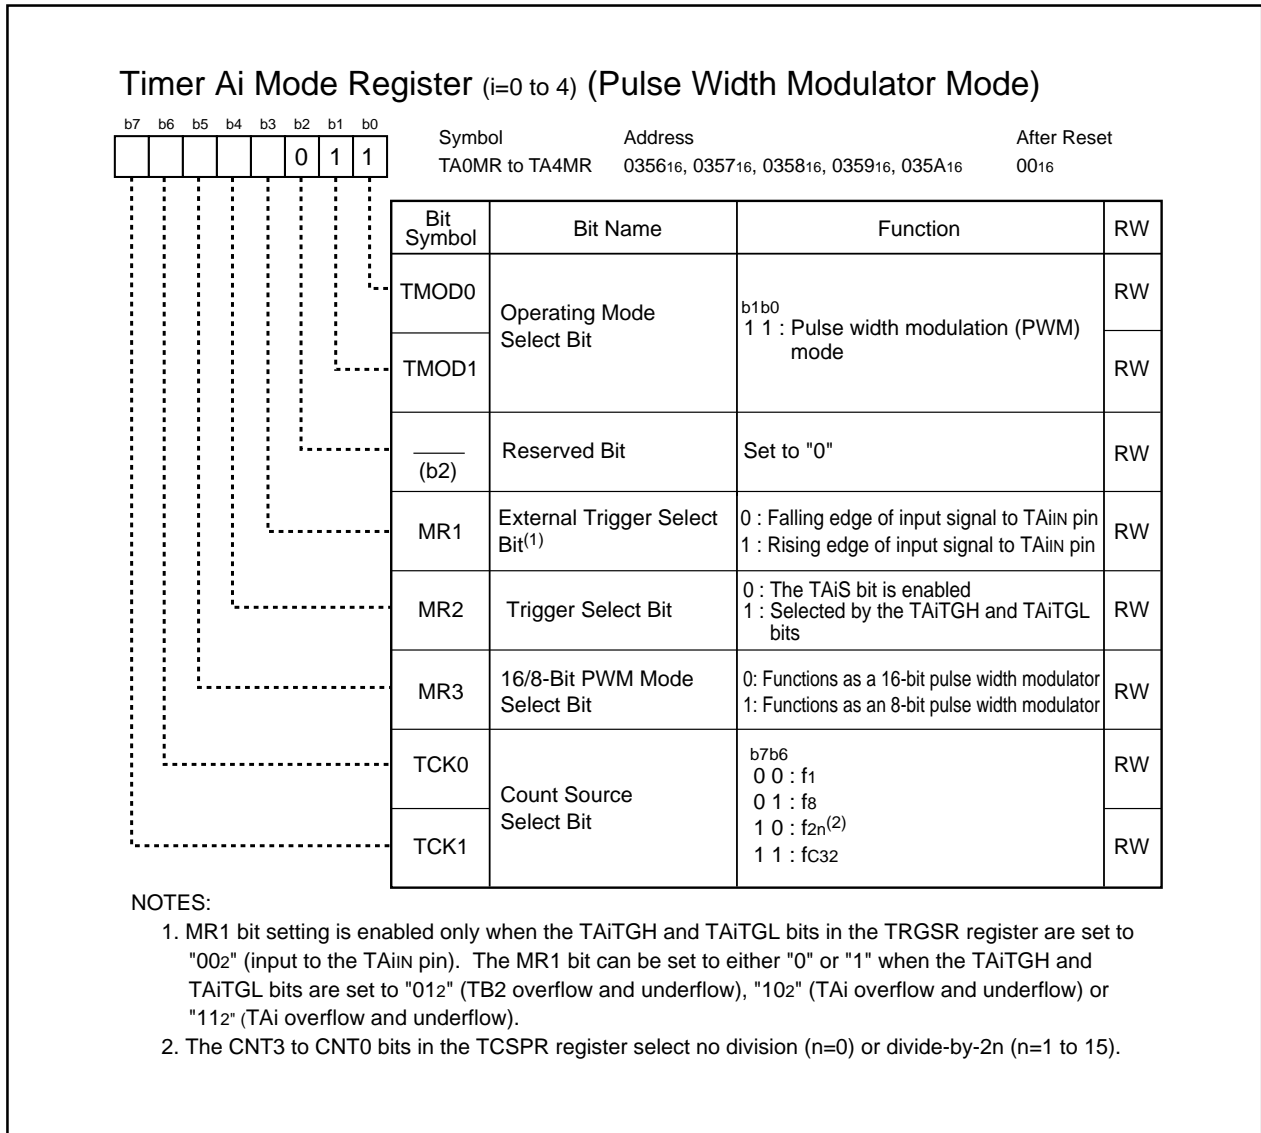 Timer Ai Mode Register (i=0 to 4) (Pulse Width Modulator Mode)
b7 b6 b5 b4 b3 b2 b1 b0
0 1 1
Symbol Address After Reset
TA0MR to TA4MR 035616, 035716, 035816, 035916, 035A16 0016
Bit Symbol Bit Name Function RW
TMOD0 RW
Operating Mode
Select Bit
b1b0
1 1 : Pulse width modulation (PWM)
mode
TMOD1 RW
(b2) Reserved Bit Set to "0" RW
MR1 External Trigger Select
Bit(1)
0 : Falling edge of input signal to TAiIN pin
1 : Rising edge of input signal to TAiIN pin
RW
MR2 Trigger Select Bit
0 : The TAiS bit is enabled
1 : Selected by the TAiTGH and TAiTGL
bits
RW
MR3 16/8-Bit PWM Mode
Select Bit
0: Functions as a 16-bit pulse width modulator
1: Functions as an 8-bit pulse width modulator
RW
TCK0 RW
Count Source
Select Bit
b7b6
0 0 : f1
0 1 : f8
1 0 : f2n(2)
1 1 : fC32
TCK1 RW
NOTES:
1. MR1 bit setting is enabled only when the TAiTGH and TAiTGL bits in the TRGSR register are set to
"002" (input to the TAiIN pin). The MR1 bit can be set to either "0" or "1" when the TAiTGH and
TAiTGL bits are set to "012" (TB2 overflow and underflow), "102" (TAi overflow and underflow) or
"112" (TAi overflow and underflow).
2. The CNT3 to CNT0 bits in the TCSPR register select no division (n=0) or divide-by-2n (n=1 to 15).